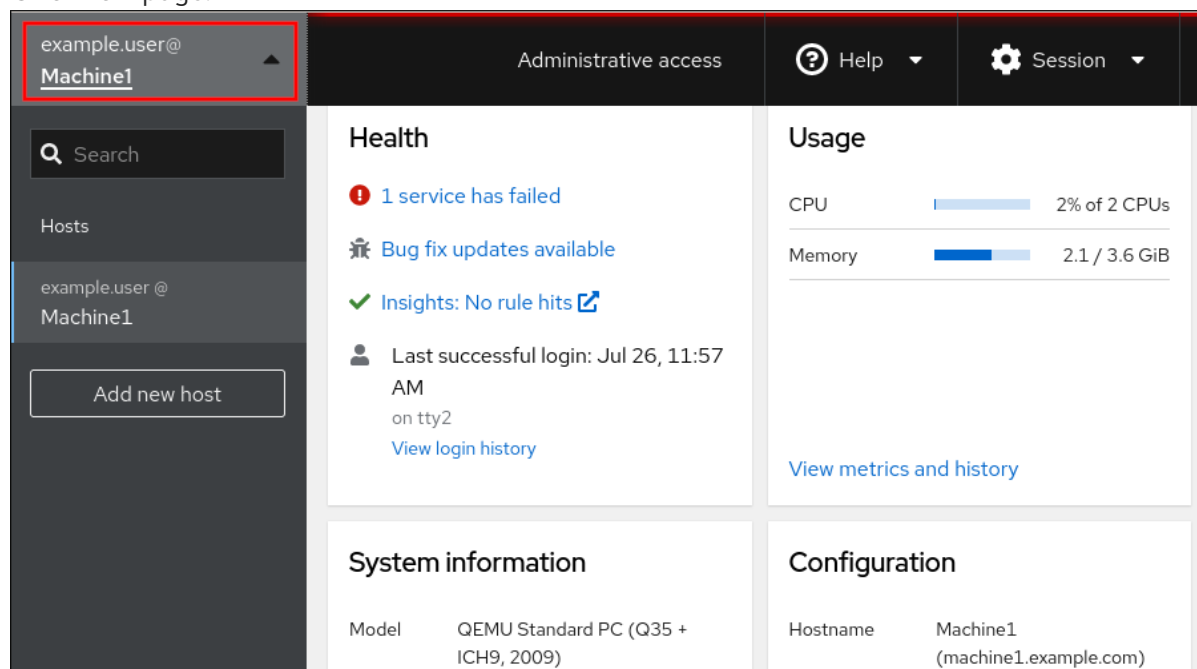 example.user@
Machine1
Administrative access
Help
Session
Search
Hosts
example.user @
Machine1
Add new host
Health
1 service has failed
Bug fix updates available
Insights: No rule hits
Last successful login: Jul 26, 11:57
AM
on tty2
View login history
Usage
CPU 2% of 2 CPUs
Memory 2.1 / 3.6 GiB
View metrics and history
System information
Model QEMU Standard PC (Q35 +
ICH9, 2009)
Configuration
Hostname Machine1
(machine1.example.com)